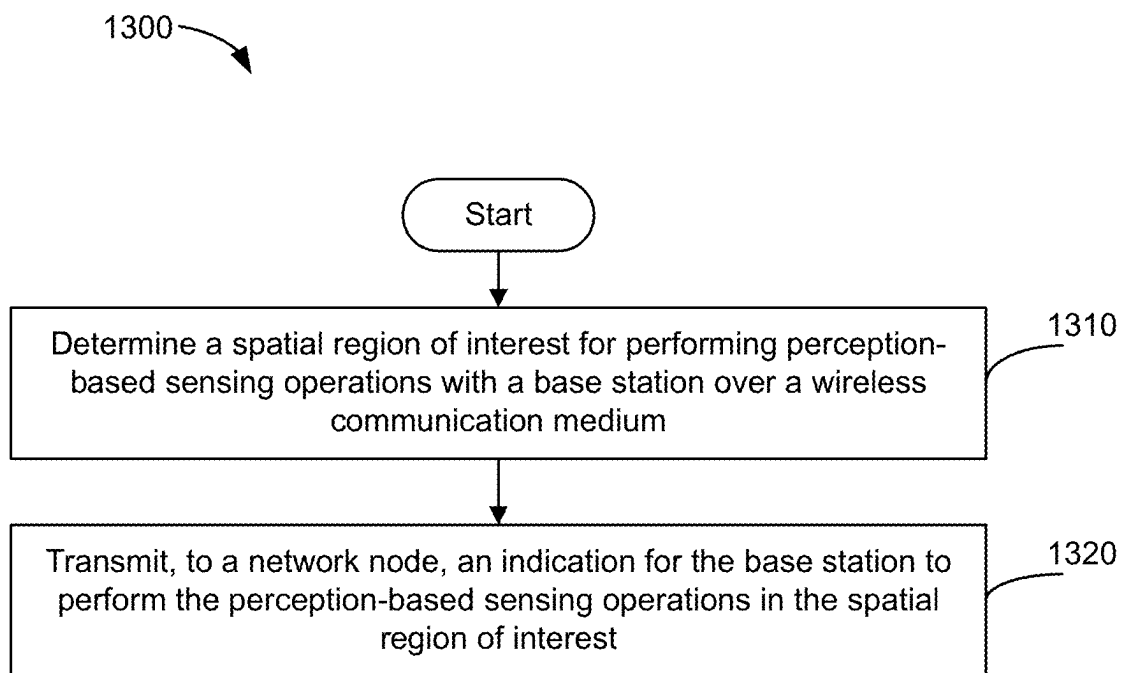 1300
Start
Determine a spatial region of interest for performing perception-
based sensing operations with a base station over a wireless
communication medium
1310
Transmit, to a network node, an indication for the base station to
perform the perception-based sensing operations in the spatial
region of interest
1320